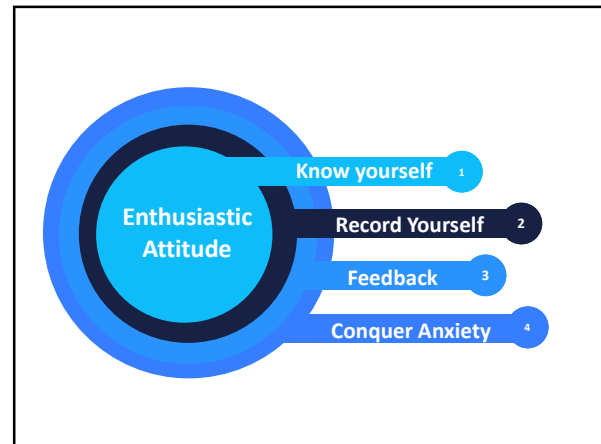 Enthusiastic
Attitude
Know yourself 1
Record Yourself 2
Feedback 3
Conquer Anxiety 4